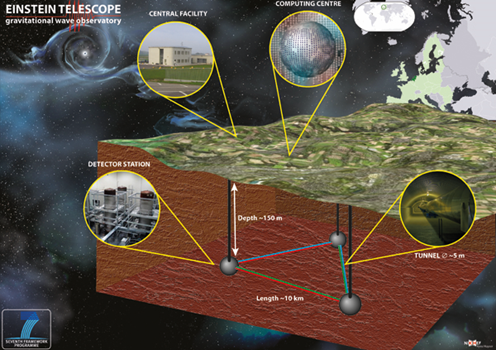 EINSTEIN TELESCOPE
gravitational wave observatory
CENTRAL FACILITY
COMPUTING CENTRE
DETECTOR STATION
Depth ~150 m
TUNNEL ∅ ~5 m
Length ~10 km
7
SEVENTH FRAMEWORK
PROGRAMME